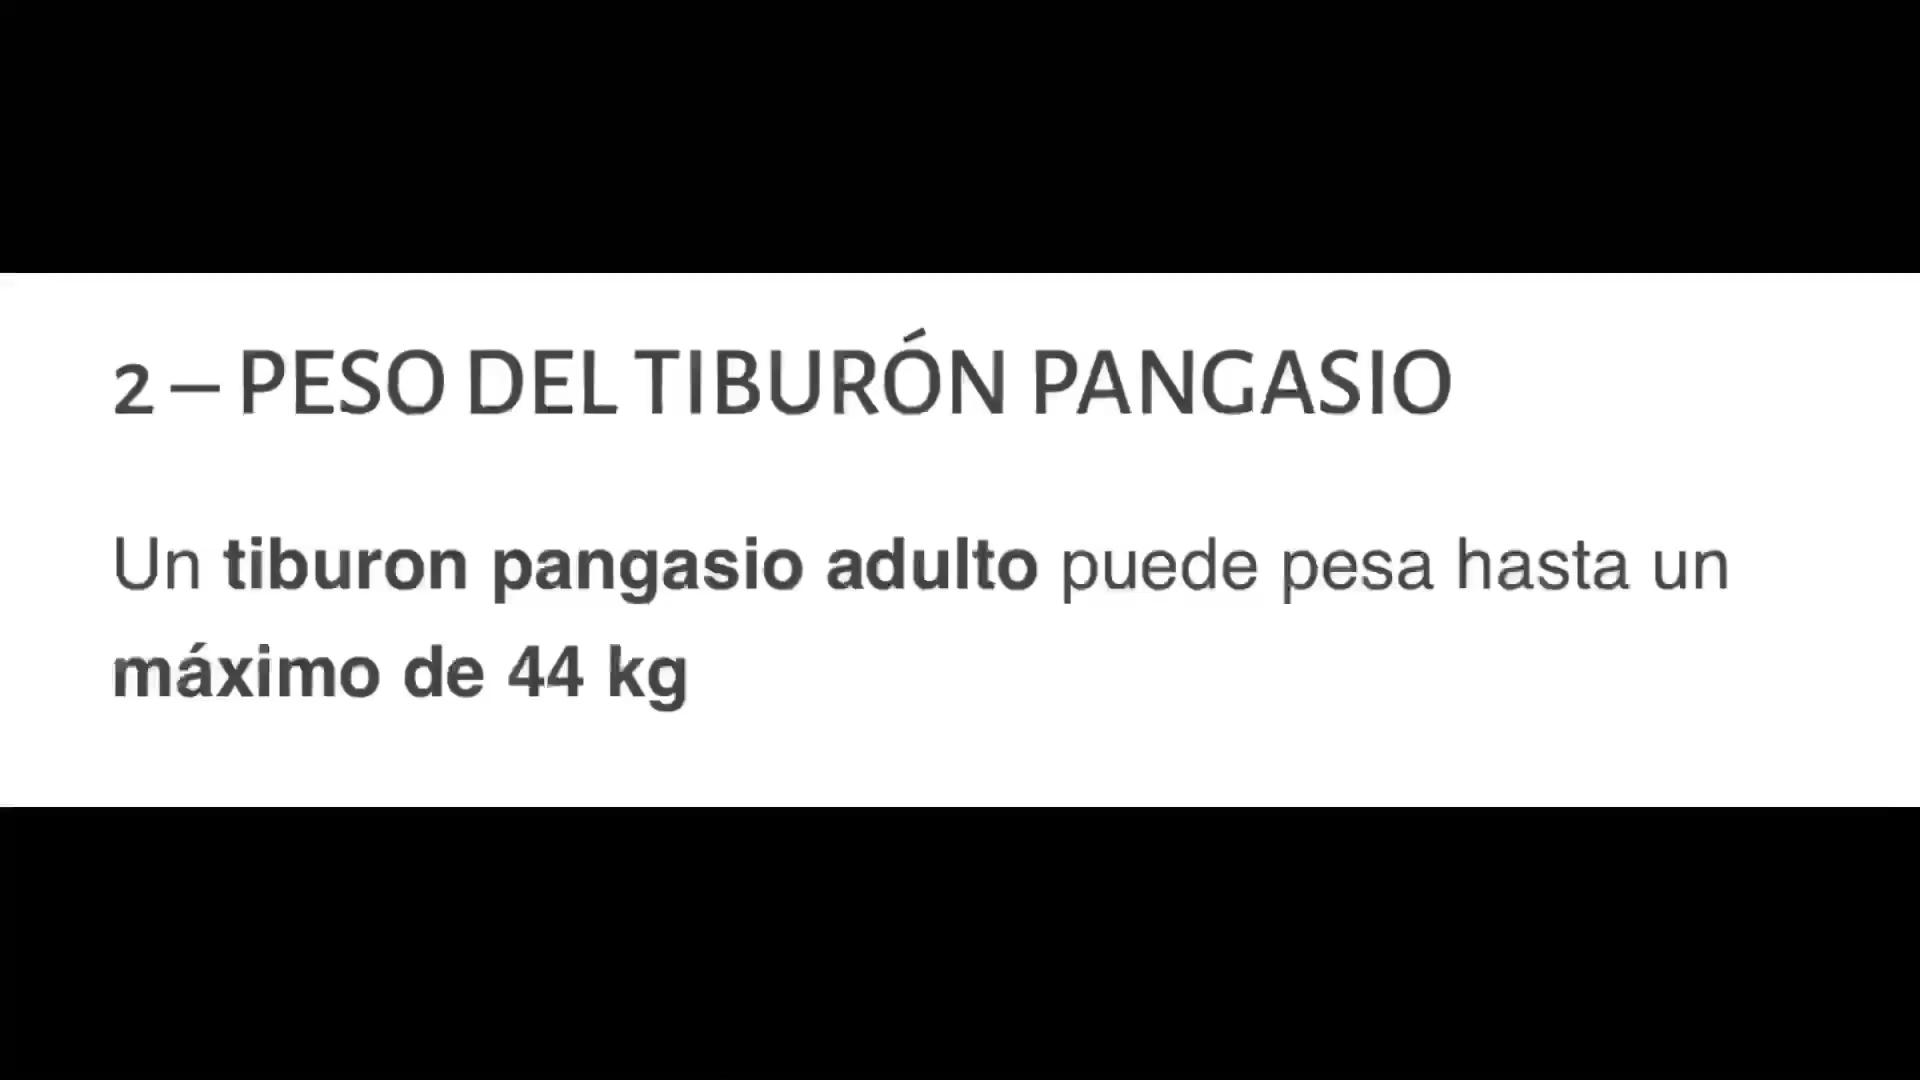 2 – PESO DEL TIBURÓN PANGASIO
Un tiburon pangasio adulto puede pesa hasta un
máximo de 44 kg